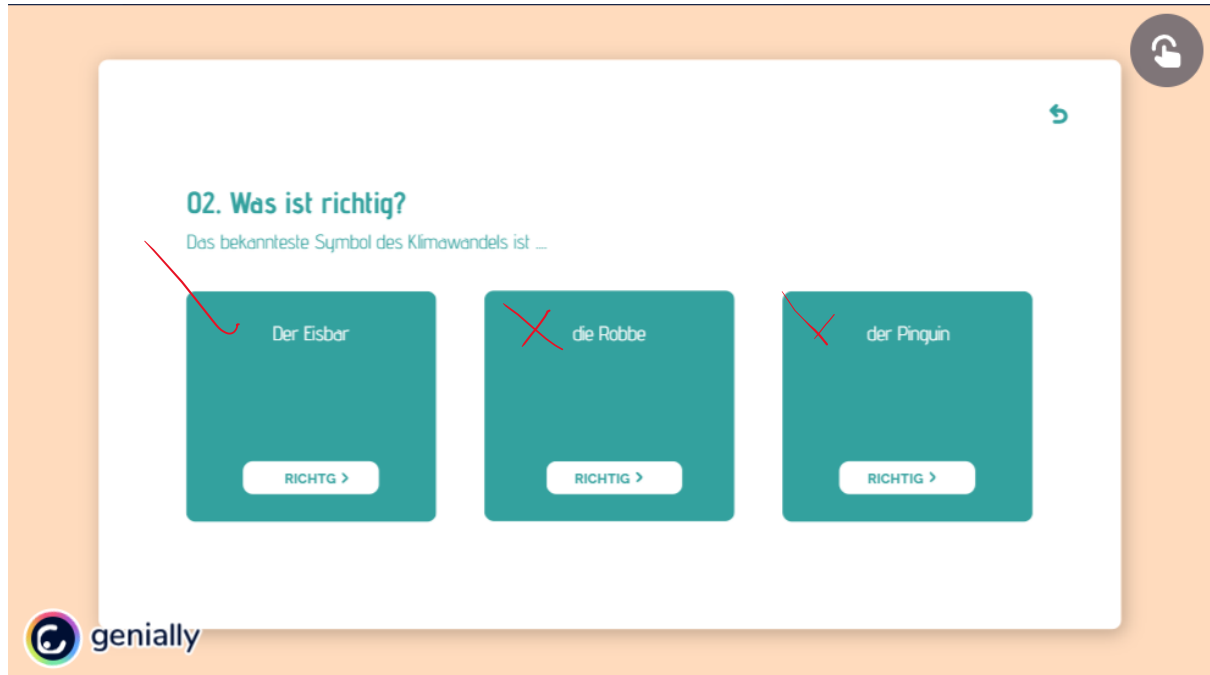 02. Was ist richtig?
Das bekannteste Symbol des Klimawandels ist ...
Der Eisbar
die Robbe
der Pinguin
RICHTG >
RICHTIG >
RICHTIG >
genially